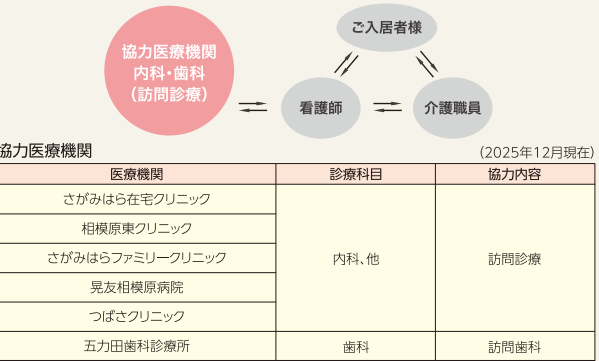 ご入居者様
協力医療機関
内科・歯科
（訪問診療）
看護師
介護職員
協力医療機関
（2025年12月現在）
医療機関 診療科目 協力内容
さがみはら在宅クリニック
相模原東クリニック
さがみはらファミリークリニック 内科、他 訪問診療
晃友相模原病院
つばさクリニック
五力田歯科診療所 歯科 訪問歯科